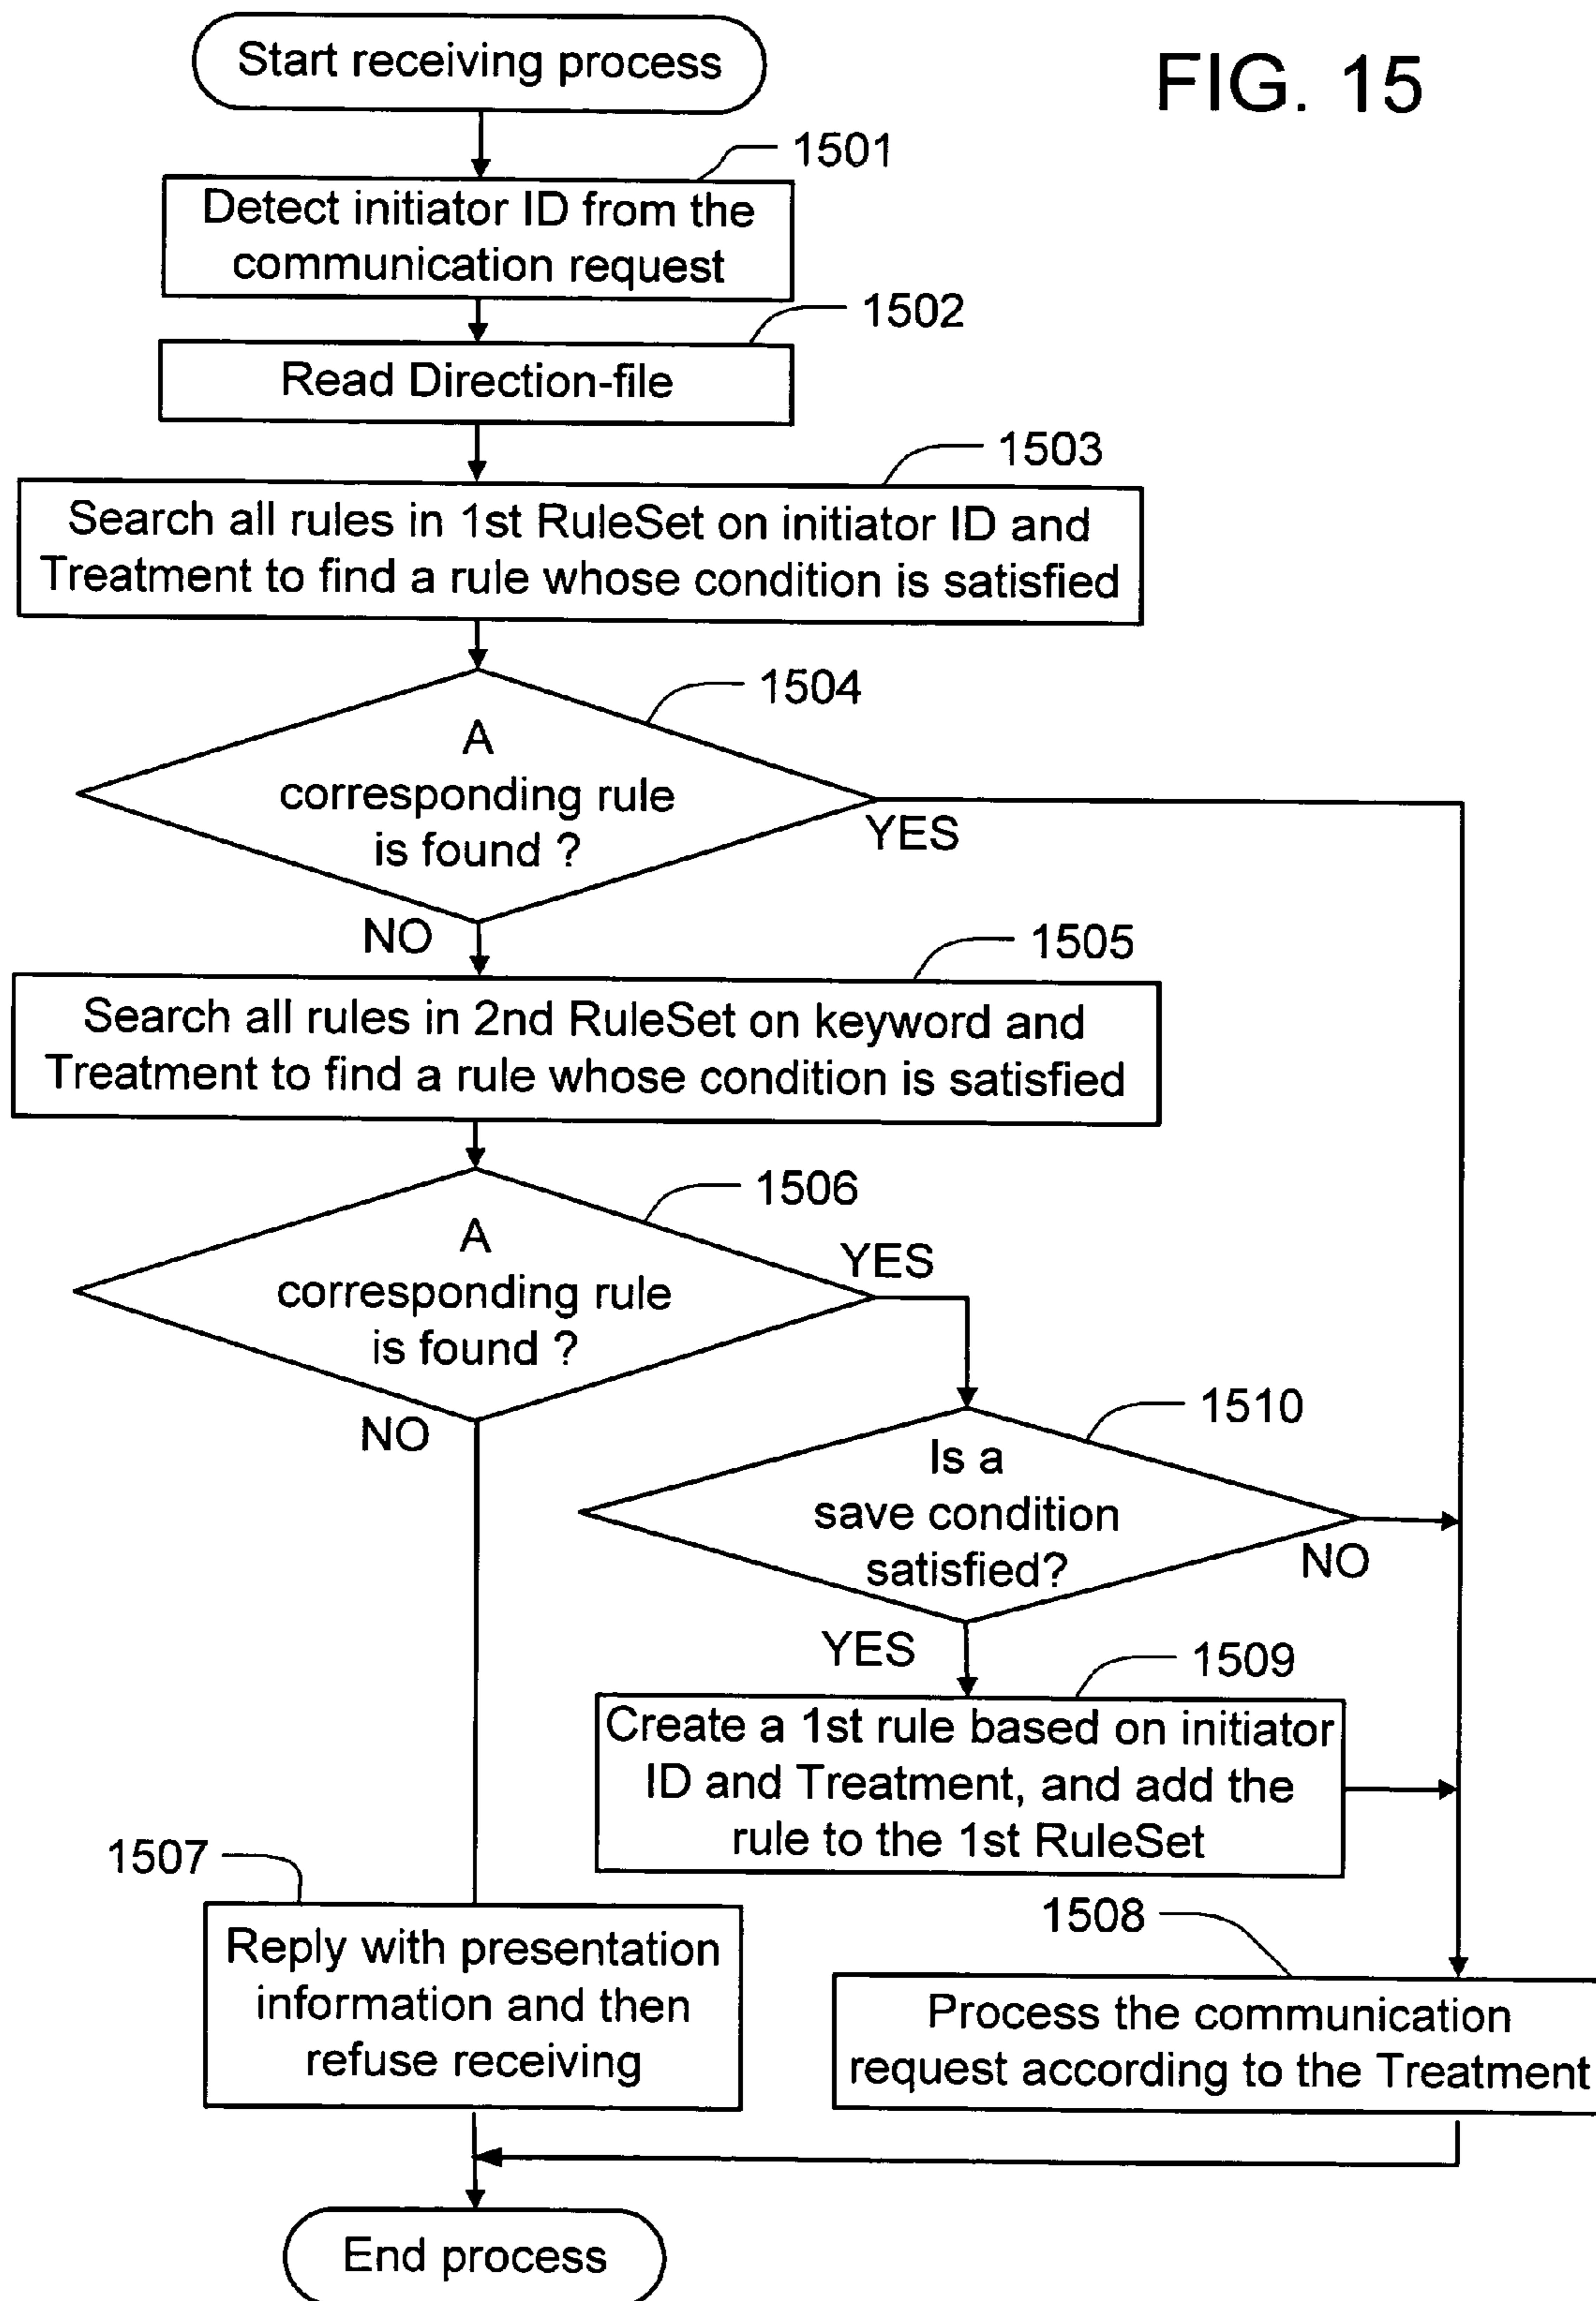 Start receiving process
FIG. 15
1501
Detect initiator ID from the
communication request
1502
Read Direction-file
1503
Search all rules in 1st RuleSet on initiator ID and
Treatment to find a rule whose condition is satisfied
1504
A
corresponding rule
is found ?
YES
NO
1505
Search all rules in 2nd RuleSet on keyword and
Treatment to find a rule whose condition is satisfied
1506
A
corresponding rule
is found ?
YES
NO
1510
Is a
save condition
satisfied?
NO
YES
1509
Create a 1st rule based on initiator
ID and Treatment, and add the
rule to the 1st RuleSet
1507
Reply with presentation
information and then
refuse receiving
1508
Process the communication
request according to the Treatment
End process